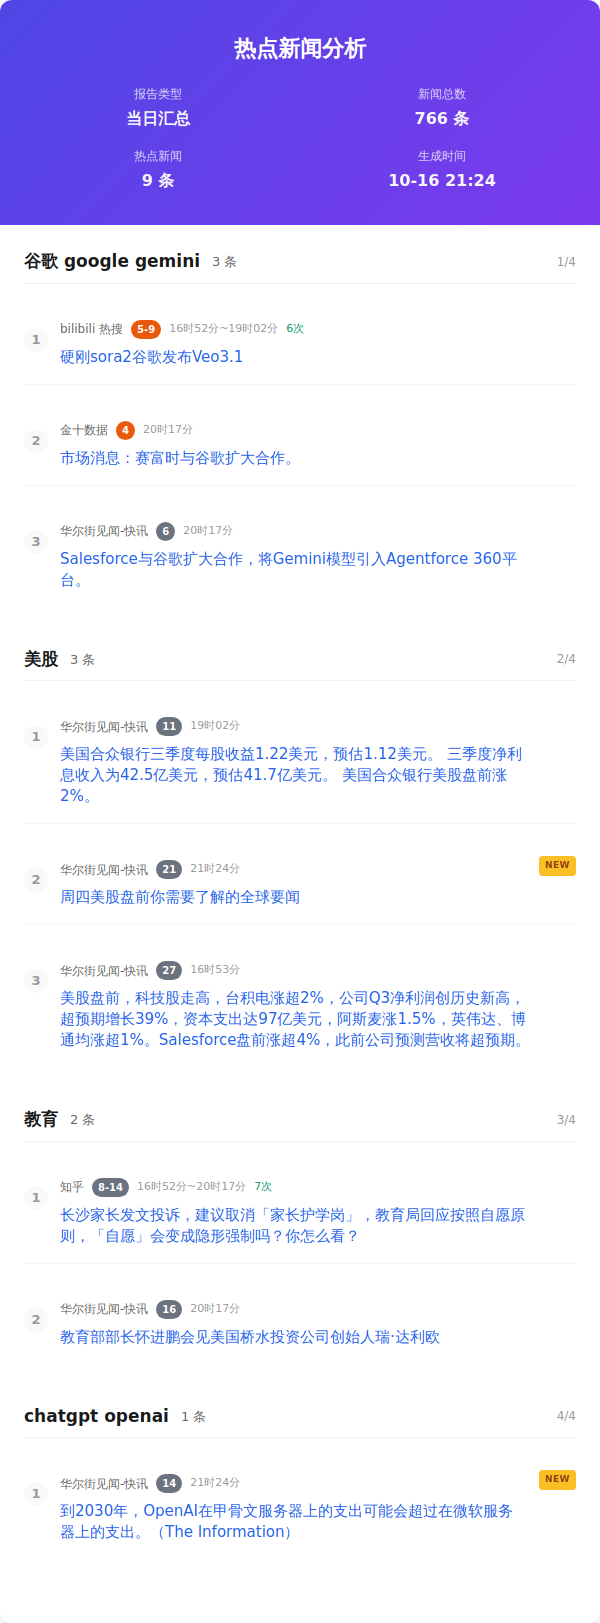 热点新闻分析
报告类型
新闻总数
当日汇总
766 条
热点新闻
生成时间
9 条
10-16 21:24
谷歌 google gemini 3 条 1/4
1
bilibili 热搜 5-9 16时52分~19时02分 6次
硬刚sora2谷歌发布Veo3.1
2
金十数据 4 20时17分
市场消息：赛富时与谷歌扩大合作。
3
华尔街见闻-快讯 6 20时17分
Salesforce与谷歌扩大合作，将Gemini模型引入Agentforce 360平
台。
美股 3 条 2/4
1
华尔街见闻-快讯 11 19时02分
美国合众银行三季度每股收益1.22美元，预估1.12美元。 三季度净利
息收入为42.5亿美元，预估41.7亿美元。 美国合众银行美股盘前涨
2%。
2
华尔街见闻-快讯 21 21时24分 NEW
周四美股盘前你需要了解的全球要闻
3
华尔街见闻-快讯 27 16时53分
美股盘前，科技股走高，台积电涨超2%，公司Q3净利润创历史新高，
超预期增长39%，资本支出达97亿美元，阿斯麦涨1.5%，英伟达、博
通均涨超1%。Salesforce盘前涨超4%，此前公司预测营收将超预期。
教育 2 条 3/4
1
知乎 8-14 16时52分~20时17分 7次
长沙家长发文投诉，建议取消「家长护学岗」，教育局回应按照自愿原
则，「自愿」会变成隐形强制吗？你怎么看？
2
华尔街见闻-快讯 16 20时17分
教育部部长怀进鹏会见美国桥水投资公司创始人瑞·达利欧
chatgpt openai 1 条 4/4
1
华尔街见闻-快讯 14 21时24分 NEW
到2030年，OpenAI在甲骨文服务器上的支出可能会超过在微软服务
器上的支出。（The Information）